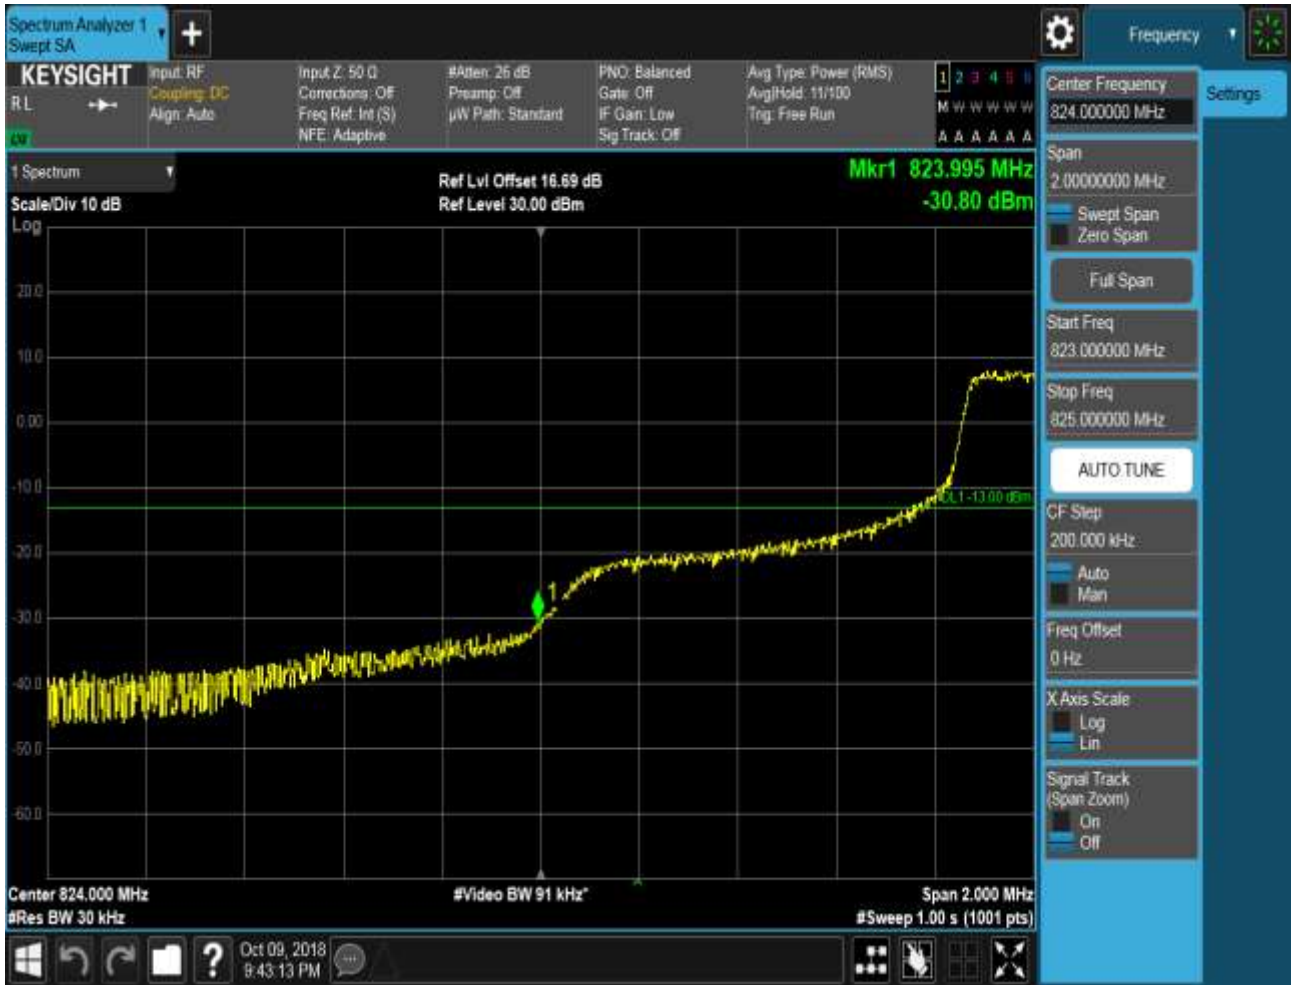 Spectrum Analyzer 1
Swept SA
+
Frequency
KEYSIGHT
RL
Input: RF
Coupling: DC
Align: Auto
Input Z: 50 Ω
Corrections: Off
Freq Ref: Int (S)
NFE: Adaptive
#Atten: 26 dB
Preamp: Off
µW Path: Standard
PNO: Balanced
Gate: Off
IF Gain: Low
Sig Track: Off
Avg Type: Power (RMS)
Avg|Hold: 11/100
Trig: Free Run
1 2 3 4 5 6
M W W W W W
A A A A A A
1 Spectrum
Scale/Div 10 dB
Ref Lvl Offset 16.69 dB
Ref Level 30.00 dBm
Mkr1 823.995 MHz
-30.80 dBm
Log
20.0
10.0
0.00
-10.0
-20.0
-30.0
-40.0
-50.0
-60.0
DL1 -13.00 dBm
1
Center 824.000 MHz
#Res BW 30 kHz
#Video BW 91 kHz*
Span 2.000 MHz
#Sweep 1.00 s (1001 pts)
Center Frequency
824.000000 MHz
Settings
Span
2.00000000 MHz
Swept Span
Zero Span
Full Span
Start Freq
823.000000 MHz
Stop Freq
825.000000 MHz
AUTO TUNE
CF Step
200.000 kHz
Auto
Man
Freq Offset
0 Hz
X Axis Scale
Log
Lin
Signal Track
(Span Zoom)
On
Off
?
Oct 09, 2018
9:43:13 PM